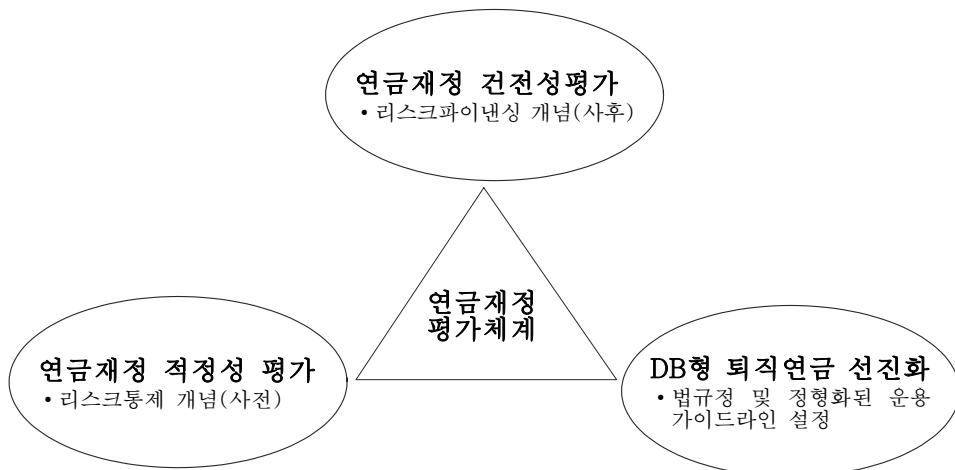 연금재정 건전성평가
• 리스크파이낸싱 개념(사후)
연금재정
평가체계
연금재정 적정성 평가
• 리스크통제 개념(사전)
DB형 퇴직연금 선진화
• 법규정 및 정형화된 운용
가이드라인 설정